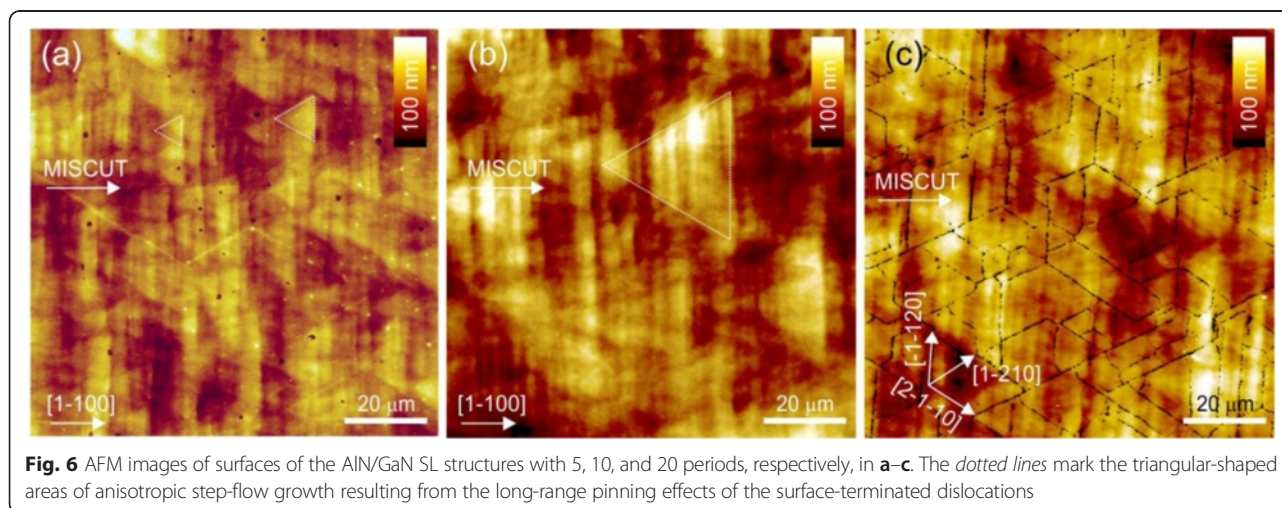 (a)
100 nm
MISCUT
[1-100]
20 μm
(b)
100 nm
MISCUT
[1-100]
20 μm
(c)
100 nm
MISCUT
[-1-120]
[1-210]
[2-1-10]
20 μm
Fig. 6 AFM images of surfaces of the AlN/GaN SL structures with 5, 10, and 20 periods, respectively, in a–c. The dotted lines mark the triangular-shaped
areas of anisotropic step-flow growth resulting from the long-range pinning effects of the surface-terminated dislocations